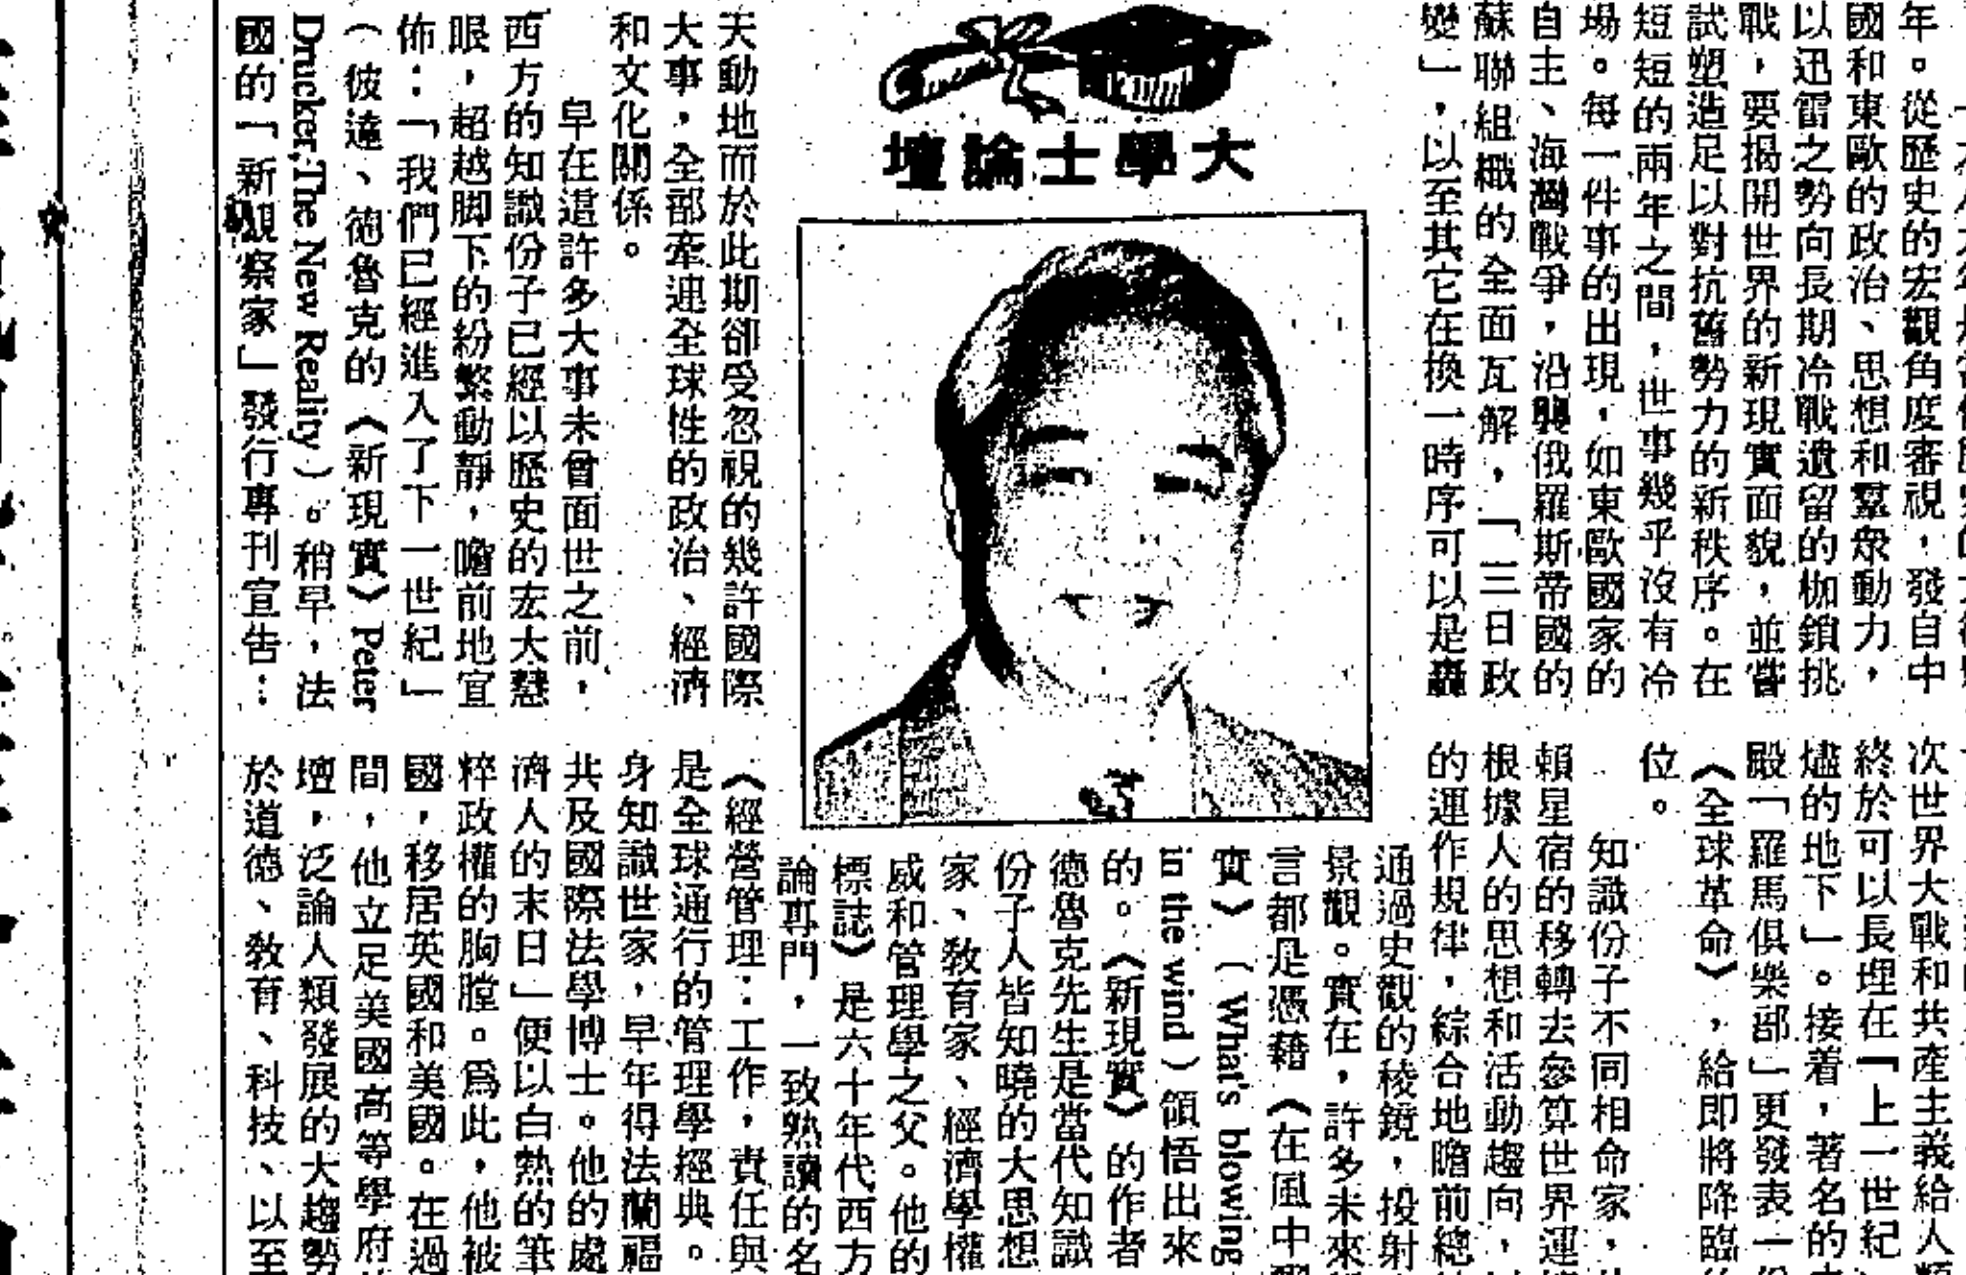 大學士論壇
年。從歷史的宏觀角度審視,發自中
國和東歐的政治、思想和羣衆動力,
以迅雷之勢向長期冷戰遺留的枷鎖挑
戰,要揭開世界的新現實面貌,並嘗
試塑造足以對抗舊勢力的新秩序。在
短短的兩年之間,世事幾乎沒有冷
場。每一件事的出現,如東歐國家的
自主、海灣戰爭,沿襲俄羅斯帝國的
蘇聯組織的全面瓦解,「三日政
變」,以至其它在換一時序可以是轟
天動地而於此期卻受忽視的幾許國際
大事,全部牽連全球性的政治、經濟
和文化關係。
早在這許多大事未曾面世之前,
西方的知識份子已經以歷史的宏大慧
眼,超越脚下的紛繁動靜,瞻前地宣
佈:「我們已經進入了下一世紀」
(彼達、德魯克的《新現實》Peter
Drucker,The New Reality)。稍早,法
國的「新觀察家」發行專刊宣告:
次世界大戰和共產主義給人類
終於可以長埋在「上一世紀
燼的地下」。接着,著名的
殿「羅馬俱樂部」更發表一份
《全球革命》,給即將降臨
位。
知識份子不同相命家,
賴星宿的移轉去參算世界運
根據人的思想和活動趨向,
的運作規律,綜合地瞻前總
通過史觀的稜鏡,投射
景觀。實在,許多未來
言都是憑藉《在風中
實》(What's blowing
in the wind)領悟出來
的。《新現實》的作者
德魯克先生是當代知識
份子人皆知曉的大思想
家、教育家、經濟學權
威和管理學之父。他的
標誌》是六十年代西方
論專門,一致熟讀的名
《經營管理:工作,責任與
是全球通行的管理學經典。
身知識世家,早年得法蘭福
共及國際法學博士。他的處
濟人的末日」便以白熱的筆
粹政權的胸膛。爲此,他被
國,移居英國和美國。在過
間,他立足美國高等學府
壇,泛論人類發展的大趨勢
於道德、教育、科技、以至